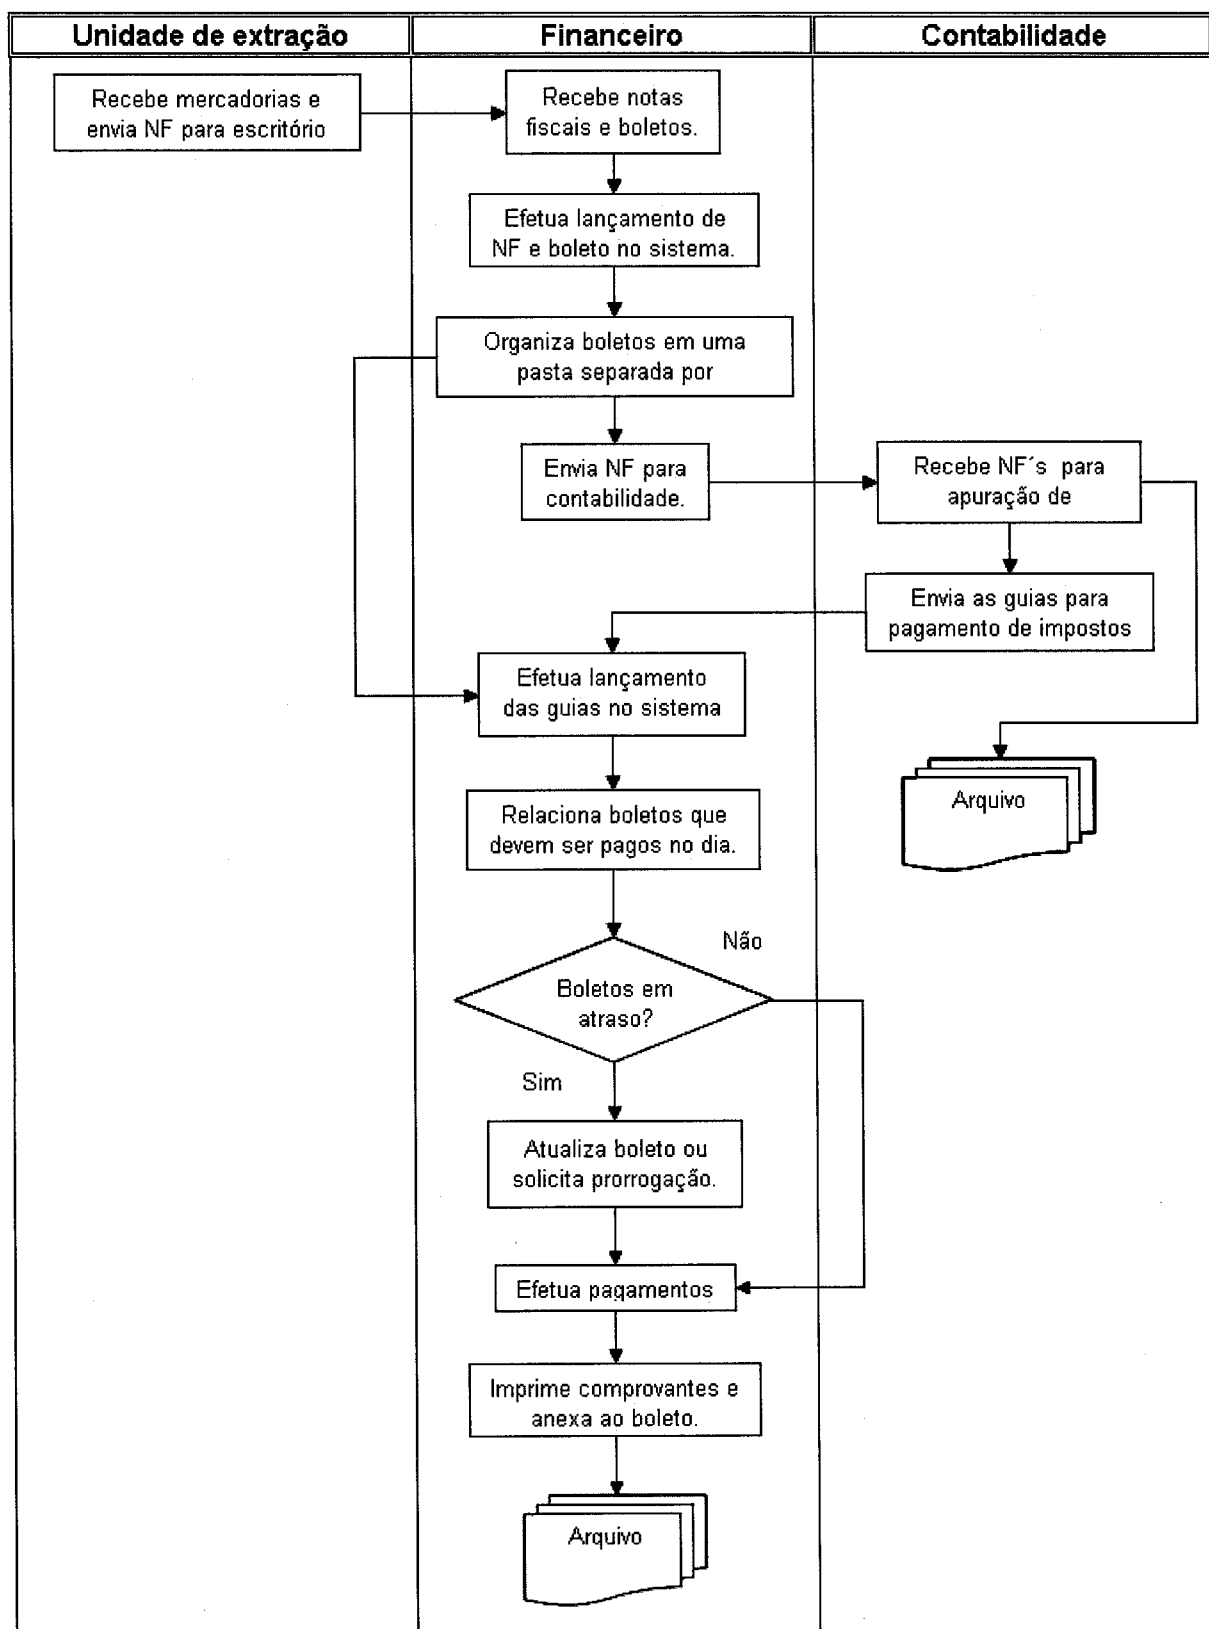 Unidade de extração
Financeiro
Contabilidade
Recebe mercadorias e
envia NF para escritório
Recebe notas
fiscais e boletos.
Efetua lançamento de
NF e boleto no sistema.
Organiza boletos em uma
pasta separada por
Envia NF para
contabilidade.
Recebe NF´s para
apuração de
Envia as guias para
pagamento de impostos
Efetua lançamento
das guias no sistema
Relaciona boletos que
devem ser pagos no dia.
Arquivo
Não
Boletos em
atraso?
Sim
Atualiza boleto ou
solicita prorrogação.
Efetua pagamentos
Imprime comprovantes e
anexa ao boleto.
Arquivo